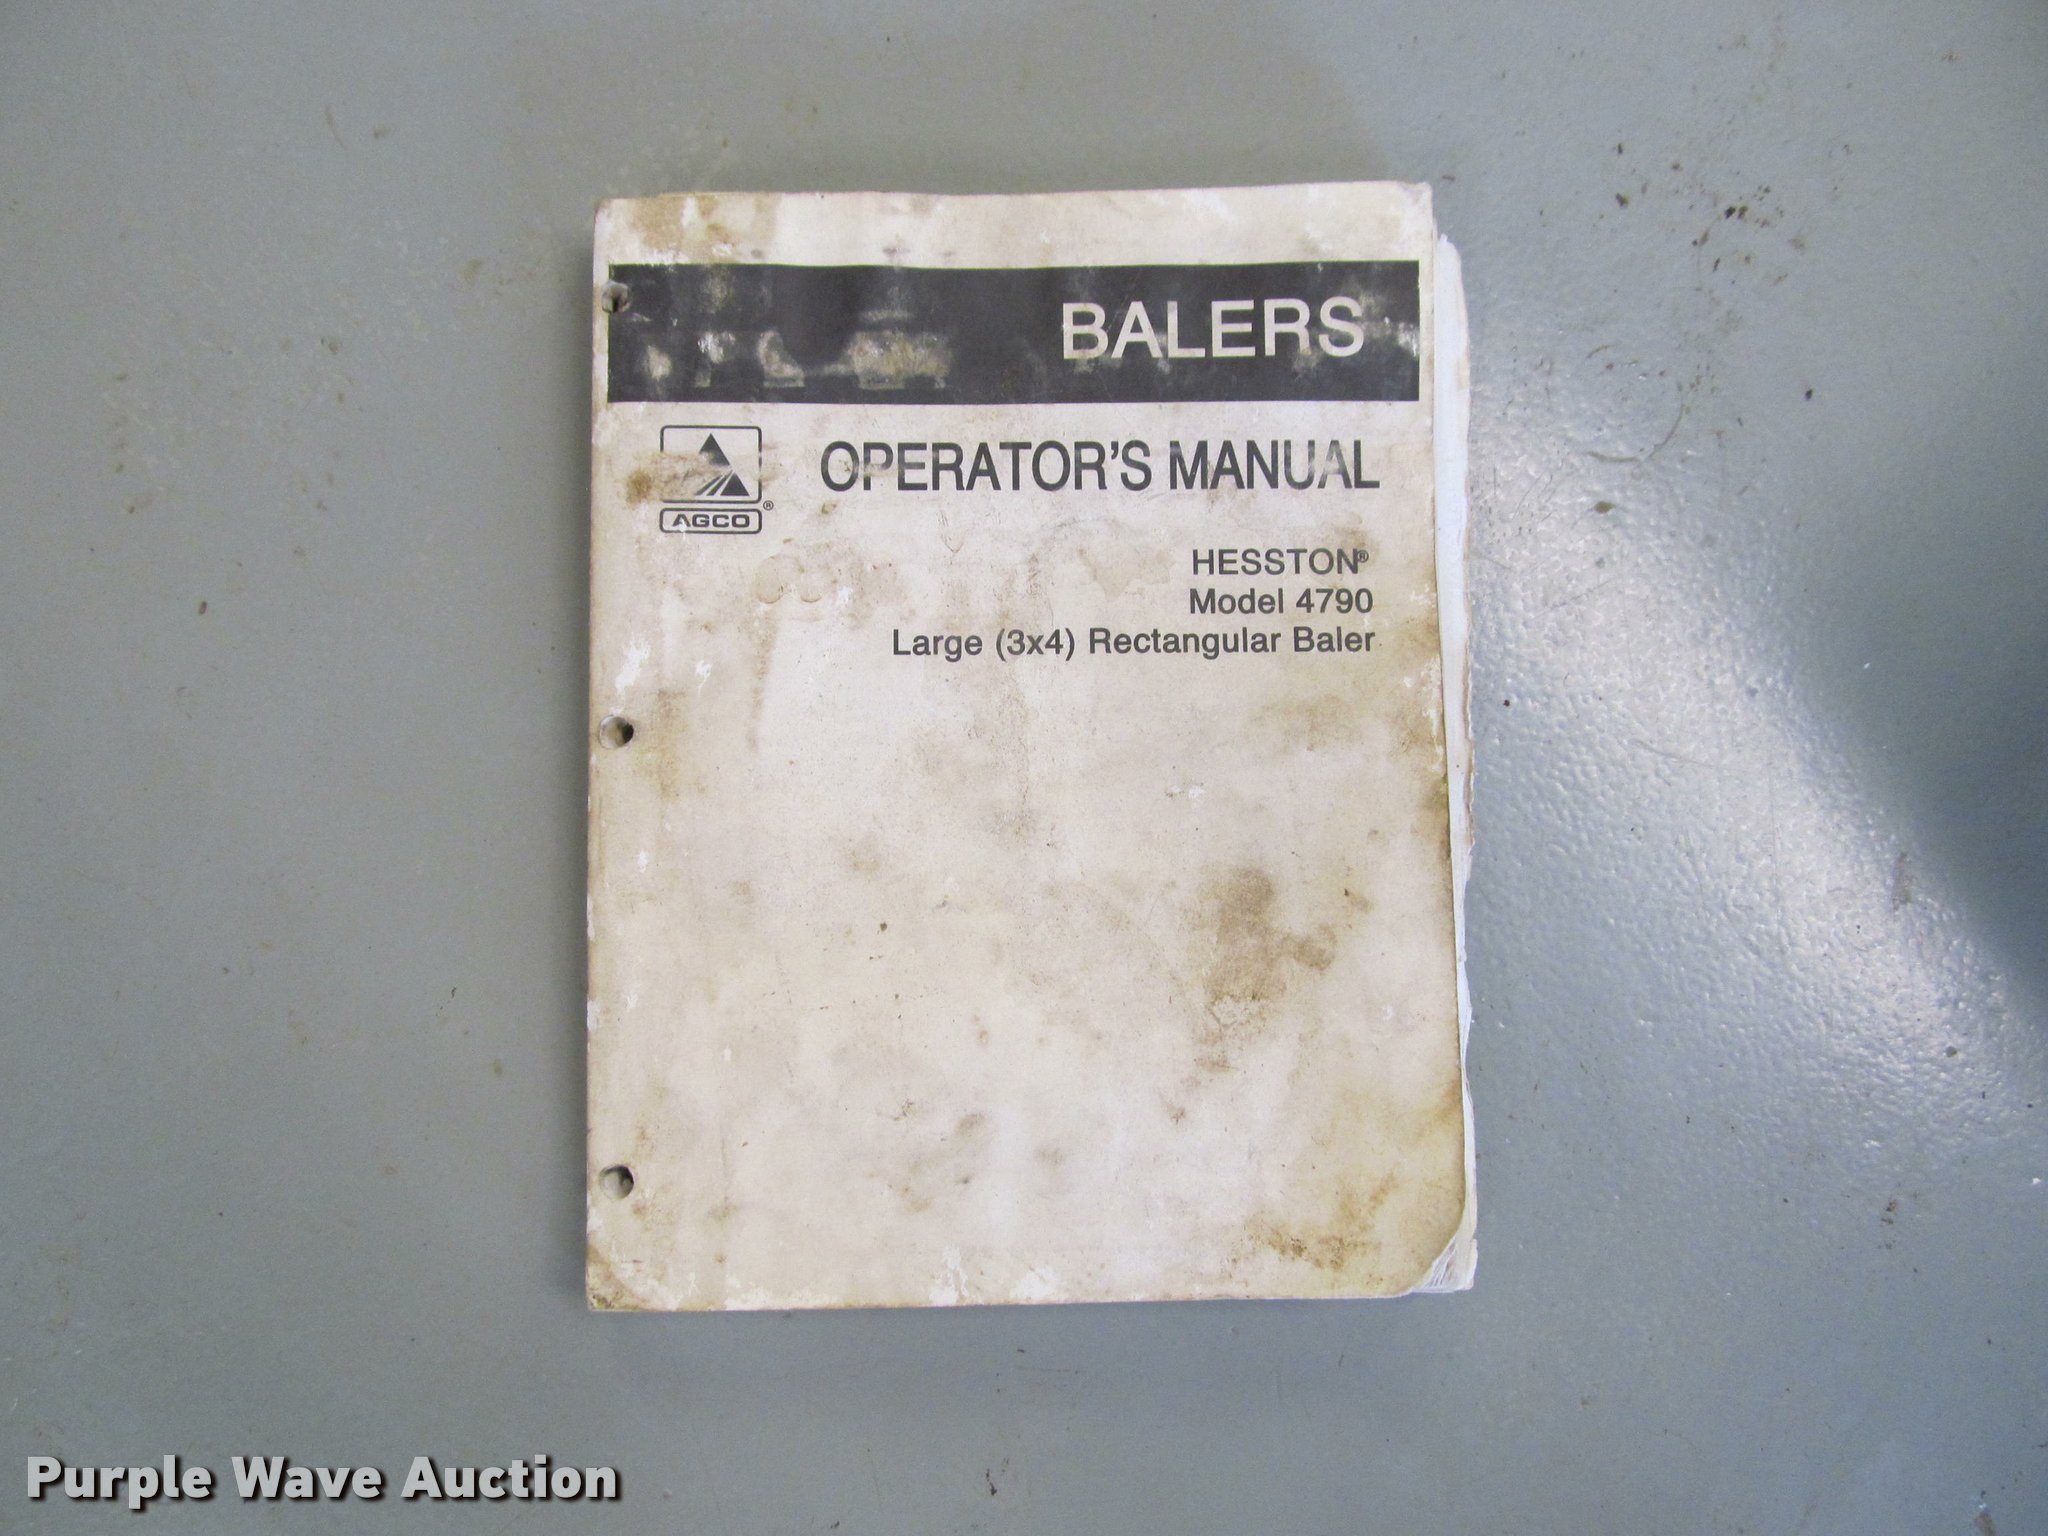 BALERS
OPERATOR'S MANUAL
AGCO®
HESSTON®
Model 4790
Large (3x4) Rectangular Baler
Purple Wave Auction